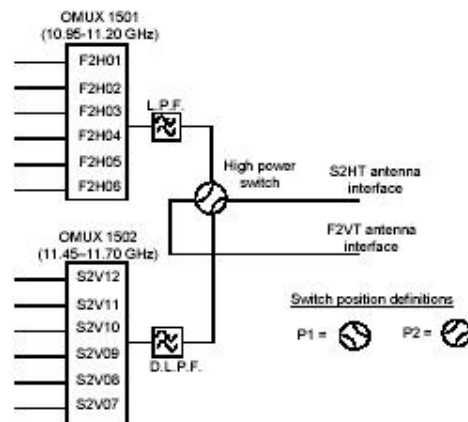 OMUX 1501
(10.95-11.20 GHz)
F2H01
F2H02
F2H03
F2H04
F2H05
F2H06
L.P.F.
High power
switch
S2HT antenna
interface
F2VT antenna
interface
OMUX 1502
(11.45-11.70 GHz)
S2V12
S2V11
S2V10
S2V09
S2V08
S2V07
D.L.P.F.
Switch position definitions
P1 =
P2 =